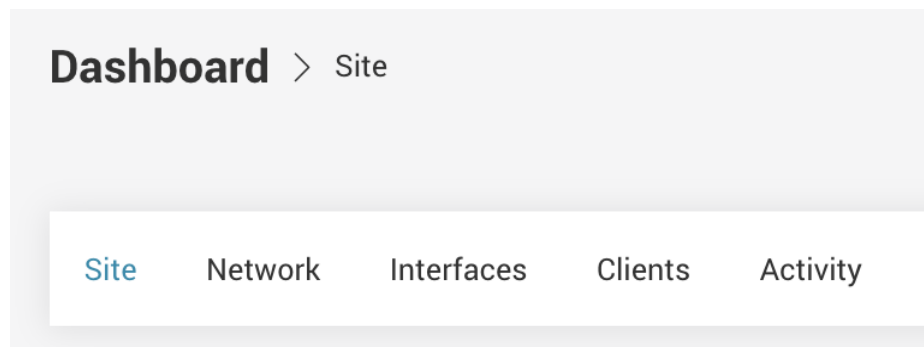 Dashboard > Site
Site Network Interfaces Clients Activity